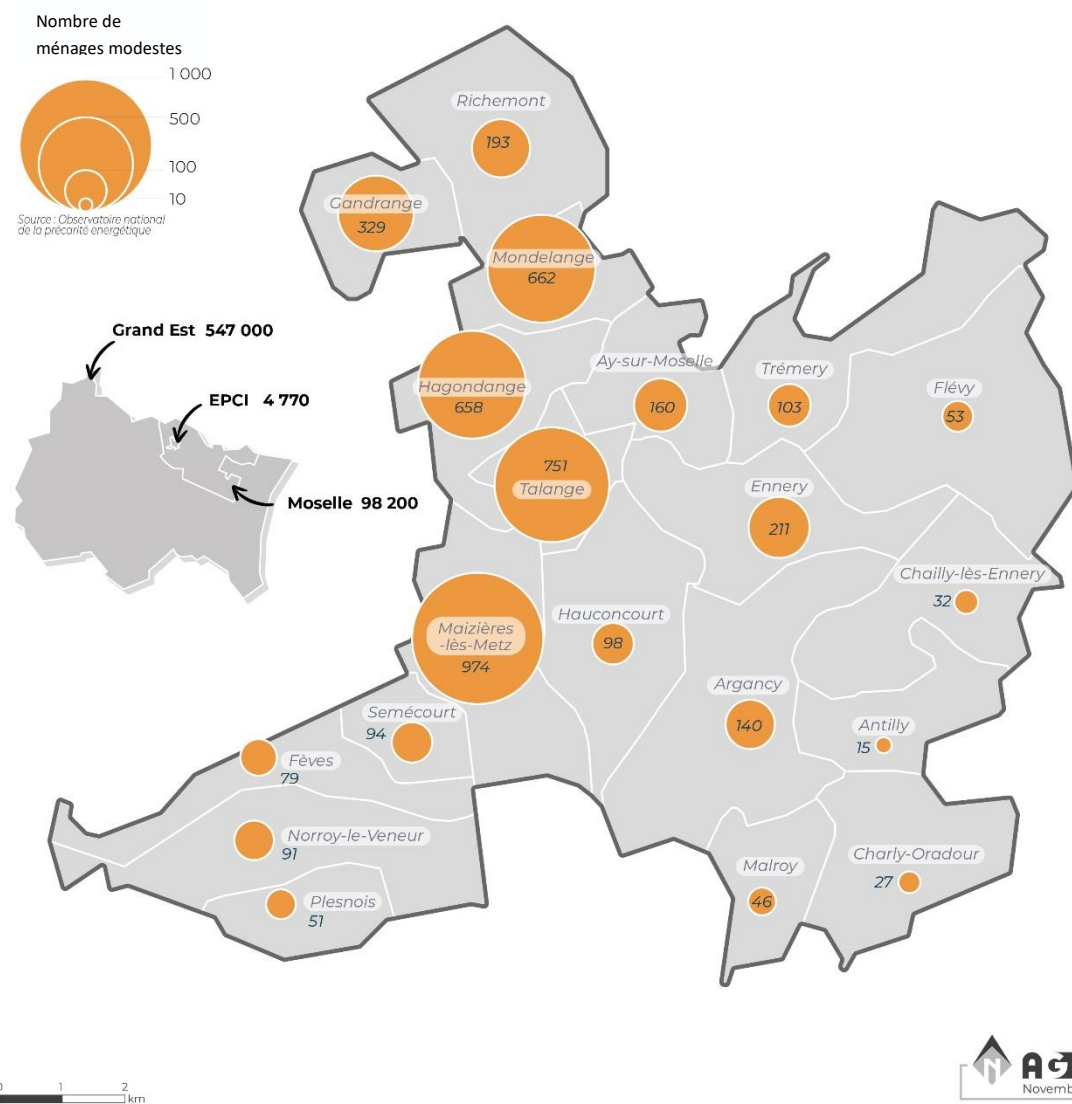 Nombre de
ménages modestes
1 000
500
100
10
Source : Observatoire national
de la précarité energétique
Richemont
193
Gandrange
329
Mondelange
662
Grand Est 547 000
EPCI 4 770
Moselle 98 200
Hagondange
658
Ay-sur-Moselle
160
Trémery
103
Flévy
53
751
Talange
Ennery
211
Chailly-lès-Ennery
32
Maizières
-lès-Metz
974
Hauconcourt
98
Argancy
140
Antilly
15
Semécourt
94
Fèves
79
Norroy-le-Veneur
91
Plesnois
51
Malroy
46
Charly-Oradour
27
0 1 2
km
N
AG
Novemb